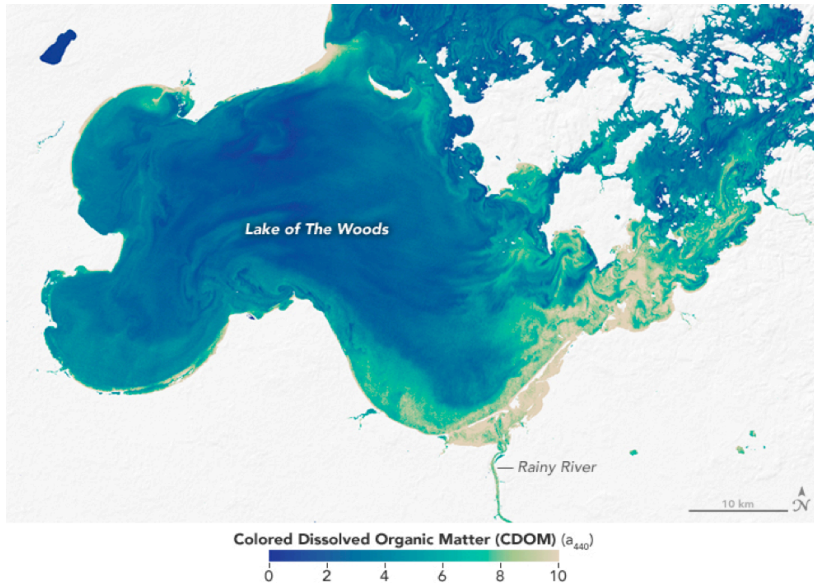 Lake of The Woods
Rainy River
10 km
N
Colored Dissolved Organic Matter (CDOM) (a440)
0 2 4 6 8 10